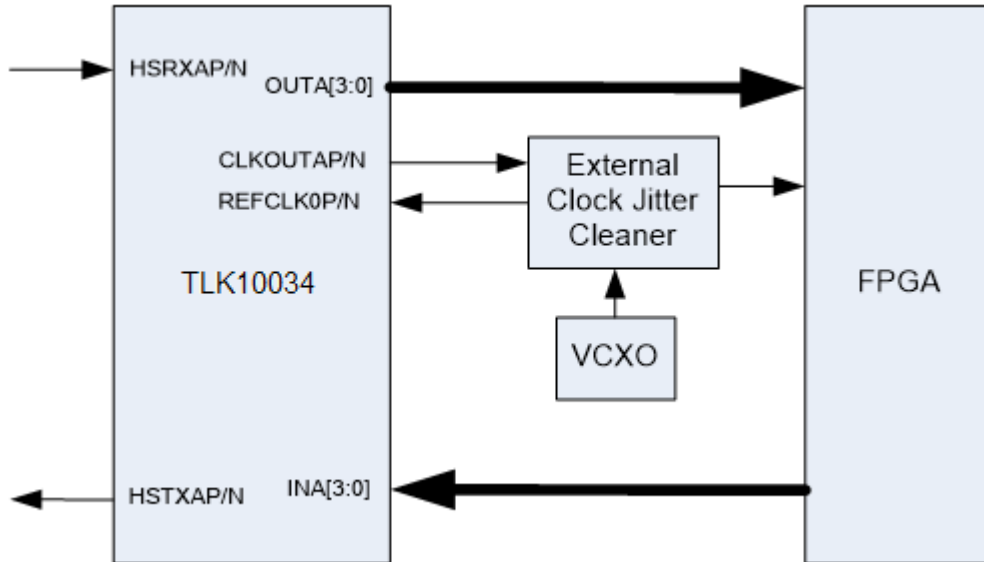 HSRXAP/N
OUTA[3:0]
CLKOUTAP/N
REFCLK0P/N
External
Clock Jitter
Cleaner
TLK10034
FPGA
VCXO
HSTXAP/N
INA[3:0]